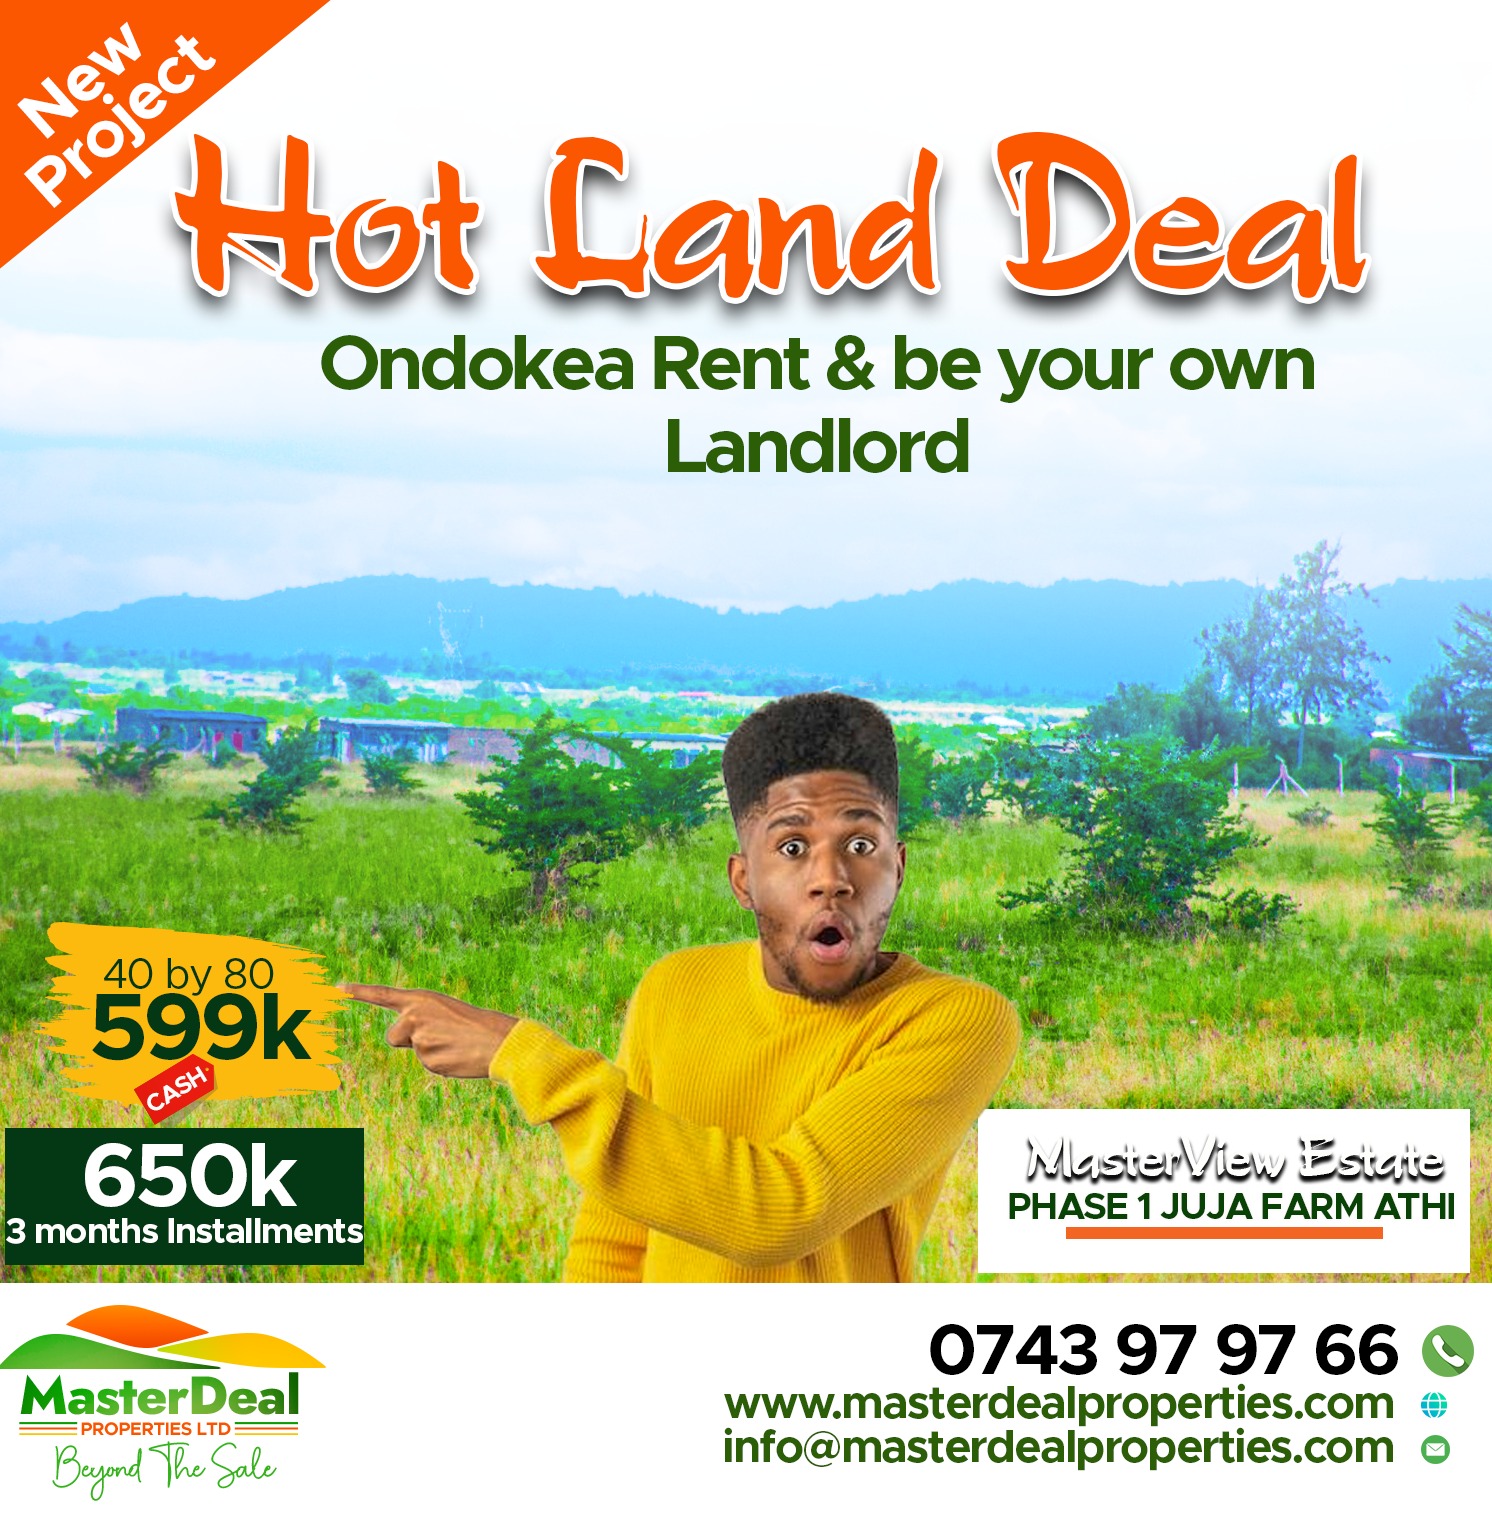 New
Project
Hot Land Deal
Ondokea Rent & be your own
Landlord
40 by 80
599k
CASH
650k
3 months Installments
MasterView Estate
PHASE 1 JUJA FARM ATHI
MasterDeal
PROPERTIES LTD
Beyond The Sale
0743 97 97 66
www.masterdealproperties.com
info@masterdealproperties.com